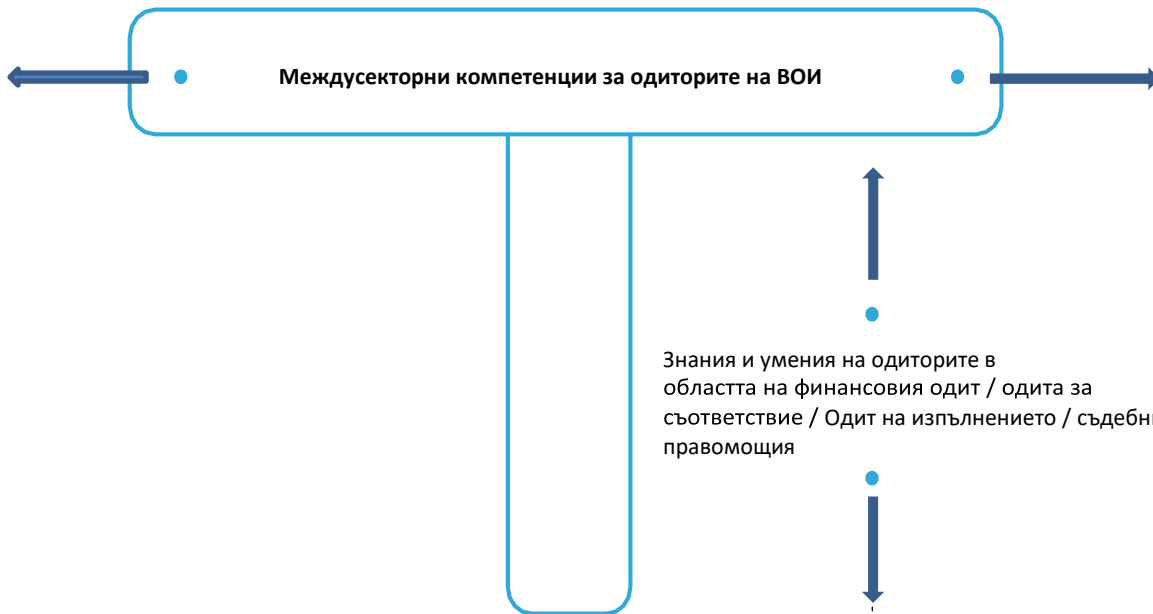 Междусекторни компетенции за одиторите на ВОИ
Знания и умения на одиторите в
областта на финансовия одит / одита за
съответствие / Одит на изпълнението /
правомощия